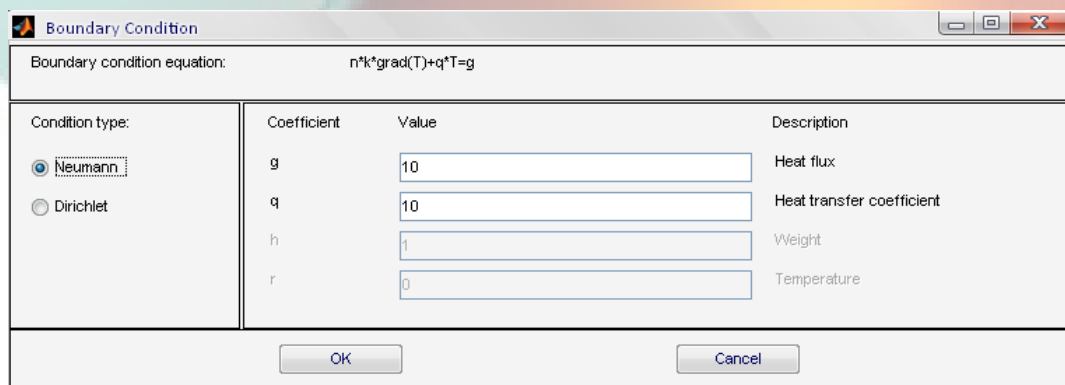 Boundary Condition
Boundary condition equation: n*k*grad(T)+q*T=g
Condition type:
Neumann
Dirichlet
Coefficient Value Description
g 10 Heat flux
q 10 Heat transfer coefficient
h 1 Weight
r 0 Temperature
OK Cancel